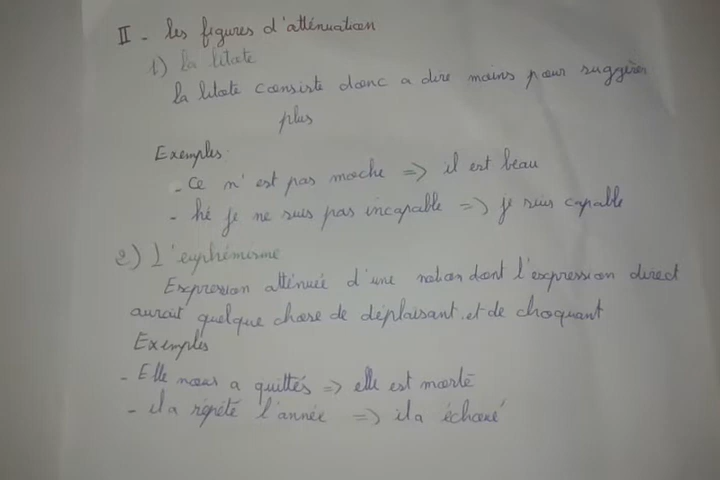 II - les figures d'atténuation
1) la litote
la litote consiste donc a dire moins pour suggérer
plus
Exemples
- ce n'est pas moche => il est beau
- hé je ne suis pas incapable => je suis capable
2) L'euphémisme
Expression atténuée d'une notion dont l'expression direct
aurait quelque chose de déplaisant et de choquant
Exemples
- Elle nous a quittés => elle est morte
- il a répété l'année => il a échoué